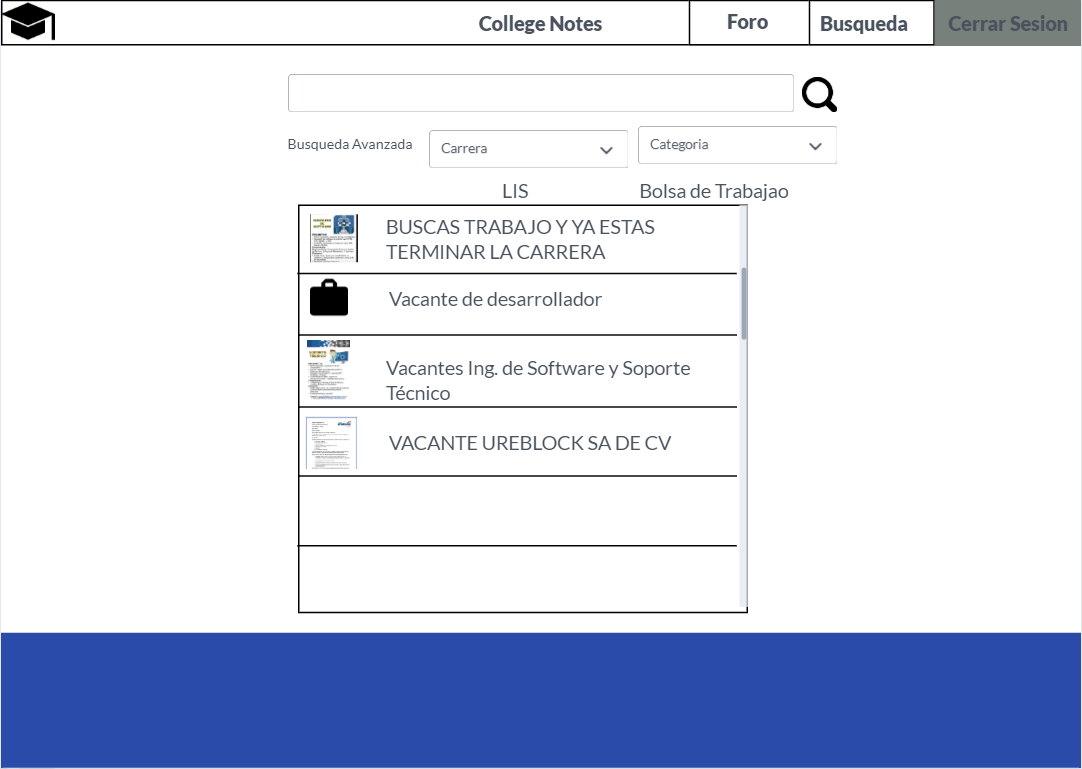 College Notes
Foro
Busqueda
Cerrar Sesion
Busqueda Avanzada
Carrera
Categoria
LIS
Bolsa de Trabajao
BUSCAS TRABAJO Y YA ESTAS
TERMINAR LA CARRERA
Vacante de desarrollador
Vacantes Ing. de Software y Soporte
Técnico
VACANTE UREBLOCK SA DE CV